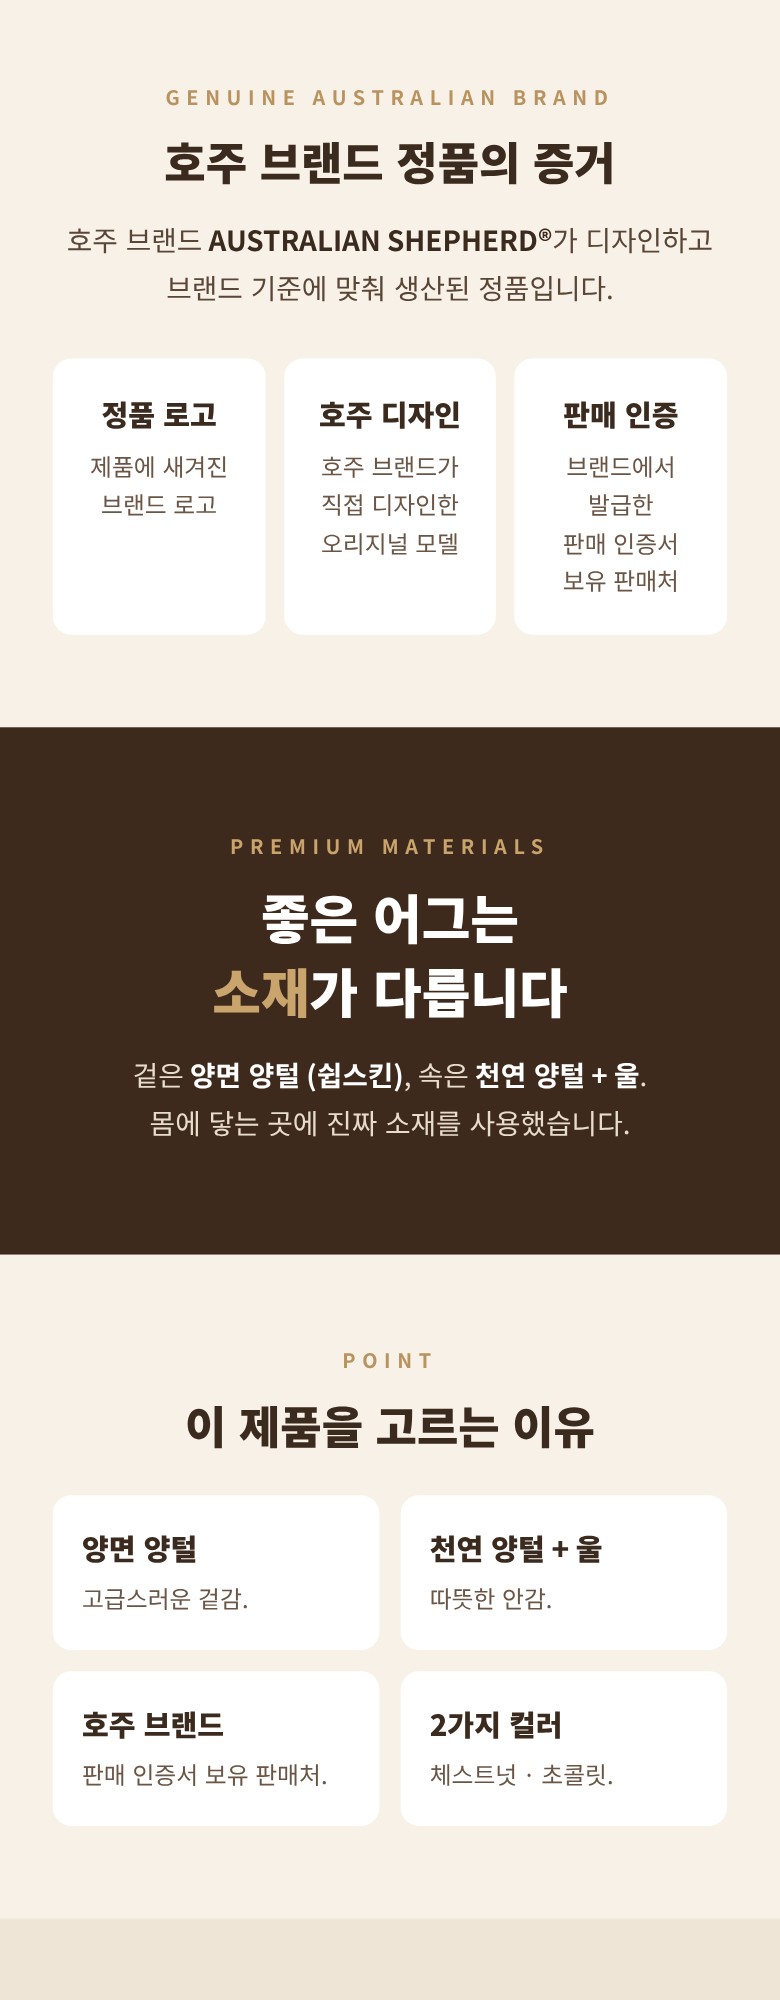 GENUINE AUSTRALIAN BRAND
호주 브랜드 정품의 증거
호주 브랜드 AUSTRALIAN SHEPHERD®가 디자인하고
브랜드 기준에 맞춰 생산된 정품입니다.
정품 로고
제품에 새겨진
브랜드 로고
호주 디자인
호주 브랜드가
직접 디자인한
오리지널 모델
판매 인증
브랜드에서
발급한
판매 인증서
보유 판매처
PREMIUM MATERIALS
좋은 어그는
소재가 다릅니다
겉은 양면 양털 (쉽스킨), 속은 천연 양털 + 울.
몸에 닿는 곳에 진짜 소재를 사용했습니다.
POINT
이 제품을 고르는 이유
양면 양털
고급스러운 겉감.
천연 양털 + 울
따뜻한 안감.
호주 브랜드
판매 인증서 보유 판매처.
2가지 컬러
체스트넛 · 초콜릿.